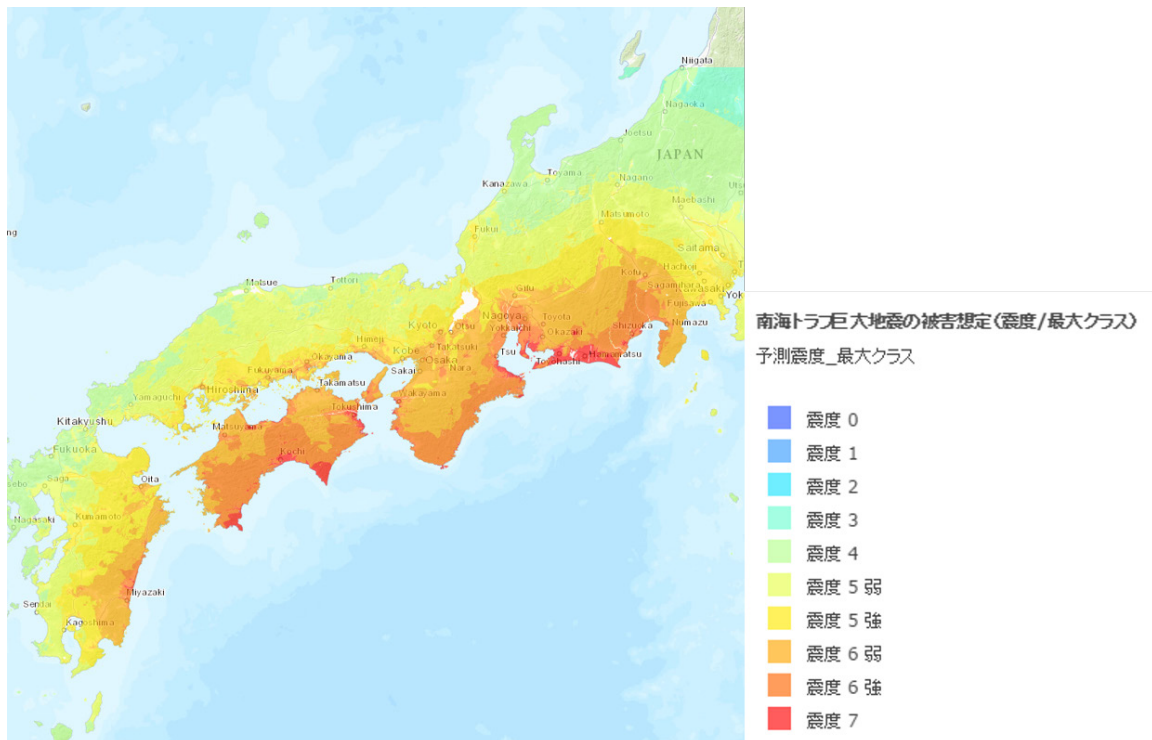 Niigata
Nagaoka
Joetsu
JAPAN
Toyama
Nagano
Kanazawa
Maebashi
Matsumoto
Fukui
ng
Saitama
Matsue
Tottori
Kofu
Hachioji
Sagamihara
Kawasaki
Yok
Gifu
Fujisawa
Nagoya
Toyota
Numazu
Kyoto
Otsu
Yokkaichi
Okazaki
Shizuoka
Himeji
Kobe
Takatsuki
Tsu
Toyohashi
Hamamatsu
Okayama
Osaka
Nara
Fukuyama
Sakai
Takamatsu
Hiroshima
Wakayama
Yamaguchi
Tokushima
Kitakyushu
Matsuyama
Fukuoka
Kochi
Saga
Oita
sebo
Kumamoto
Nagasaki
Miyazaki
Sendai
Kagoshima
南海トラフ巨大地震の被害想定(震度/最大クラス)
予測震度_最大クラス
震度 0
震度 1
震度 2
震度 3
震度 4
震度 5 弱
震度 5 強
震度 6 弱
震度 6 強
震度 7